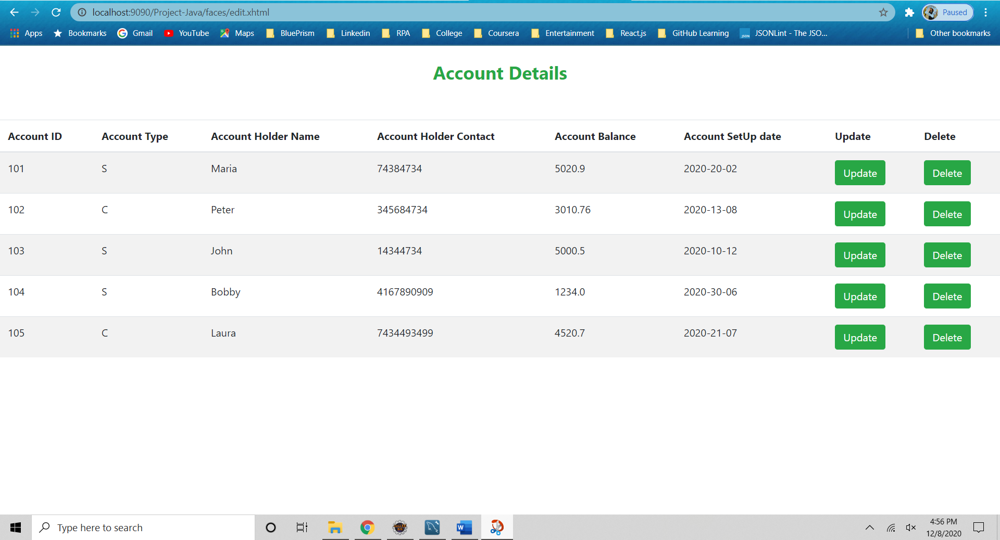 localhost:9090/Project-Java/faces/edit.xhtml
Paused
Apps Bookmarks Gmail YouTube Maps BluePrism Linkedin RPA College Coursera Entertainment React.js GitHub Learning JSON JSONLint - The JSO... Other bookmarks
Account Details
Account ID Account Type Account Holder Name Account Holder Contact Account Balance Account SetUp date Update Delete
101 S Maria 74384734 5020.9 2020-20-02 Update Delete
102 C Peter 345684734 3010.76 2020-13-08 Update Delete
103 S John 14344734 5000.5 2020-10-12 Update Delete
104 S Bobby 4167890909 1234.0 2020-30-06 Update Delete
105 C Laura 7434493499 4520.7 2020-21-07 Update Delete
Type here to search
4:56 PM
12/8/2020